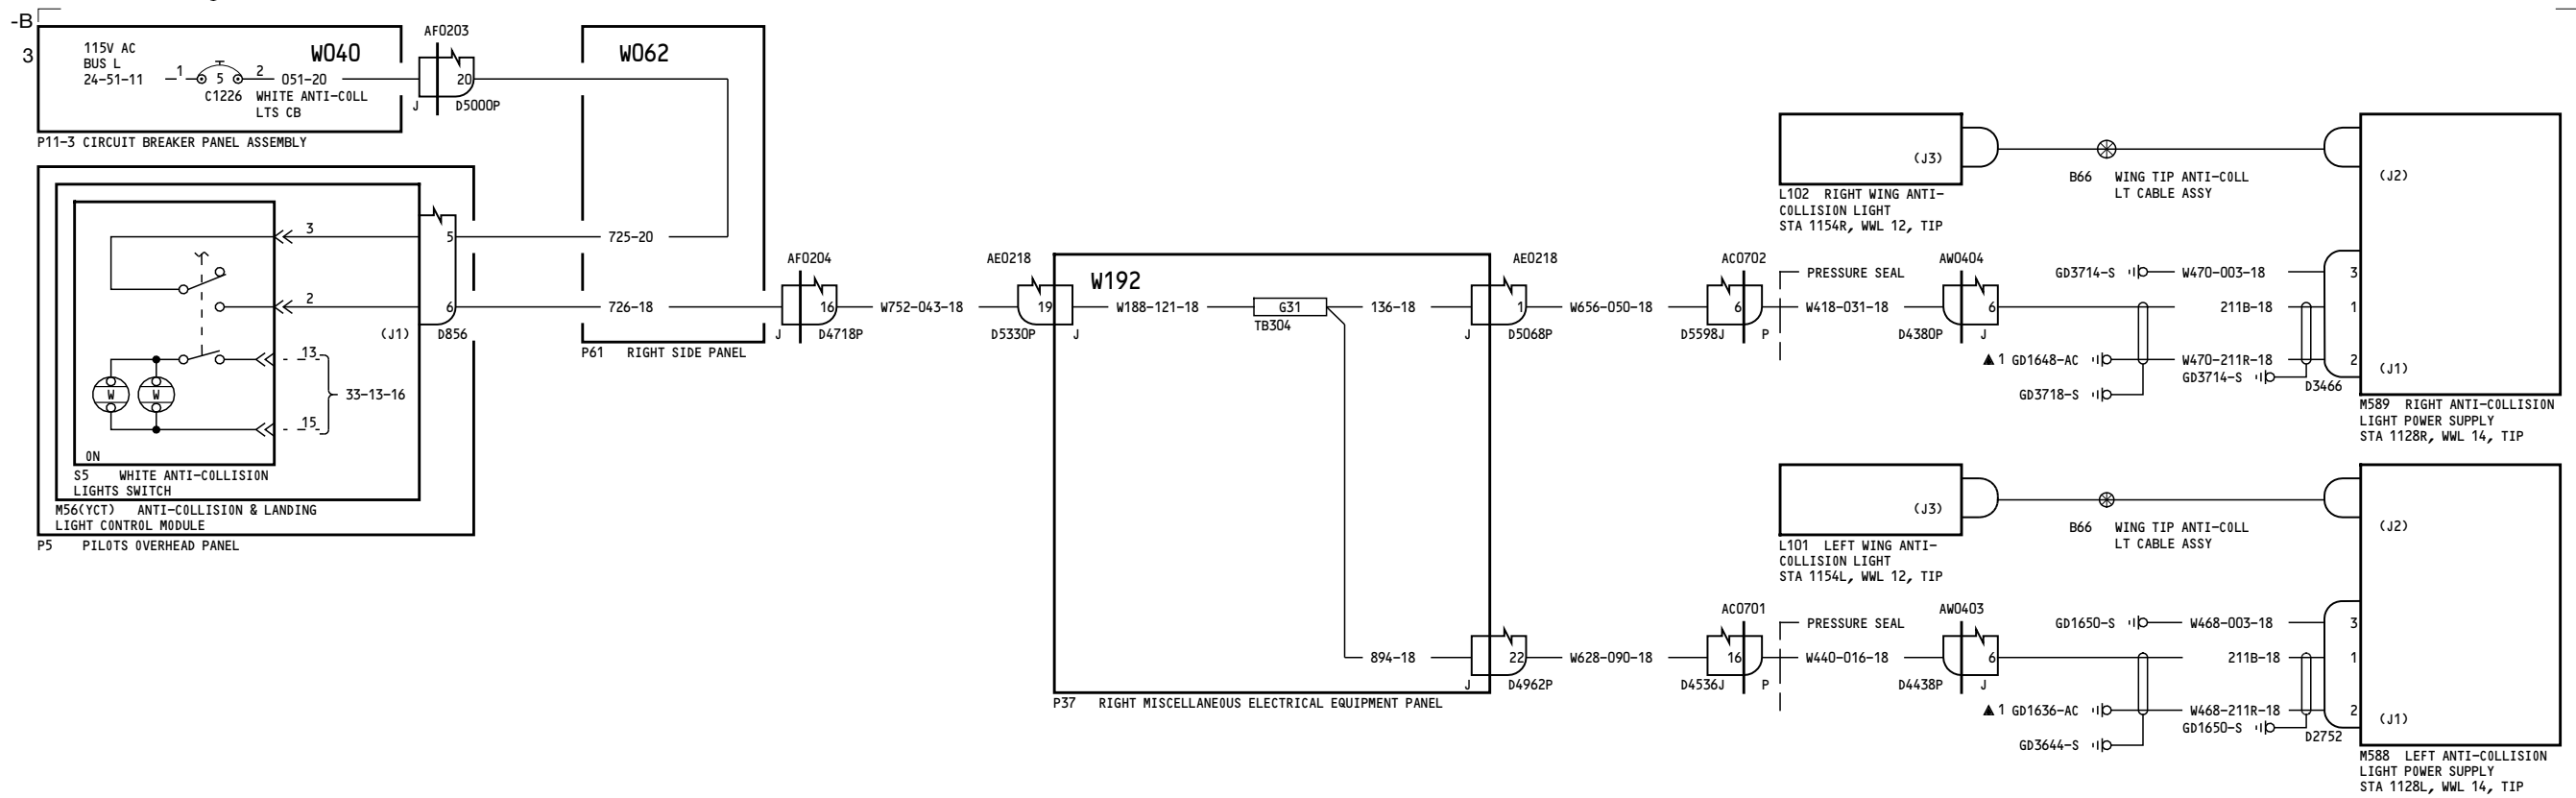 -B
3
115V AC
BUS L
24-51-11
1
5
2
051-20
C1226
WHITE ANTI-COLL
LTS CB
W040
AF0203
20
J
D5000P
P11-3 CIRCUIT BREAKER PANEL ASSEMBLY
W062
725-20
726-18
P61 RIGHT SIDE PANEL
3
2
13
15
33-13-16
W
W
ON
S5 WHITE ANTI-COLLISION
LIGHTS SWITCH
5
6
(J1)
D856
M56(YCT) ANTI-COLLISION & LANDING
LIGHT CONTROL MODULE
P5 PILOTS OVERHEAD PANEL
AF0204
16
J
D4718P
W752-043-18
AE0218
19
D5330P
J
W192
W188-121-18
G31
TB304
136-18
894-18
AE0218
1
J
D5068P
22
J
D4962P
P37 RIGHT MISCELLANEOUS ELECTRICAL EQUIPMENT PANEL
W656-050-18
AC0702
6
D5598J
P
PRESSURE SEAL
W418-031-18
AW0404
6
D4380P
J
L102 RIGHT WING ANTI-
COLLISION LIGHT
STA 1154R, WWL 12, TIP
(J3)
B66 WING TIP ANTI-COLL
LT CABLE ASSY
(J2)
GD3714-S
W470-003-18
3
211B-18
1
▲1 GD1648-AC
W470-211R-18
2
GD3714-S
GD3718-S
D3466
(J1)
M589 RIGHT ANTI-COLLISION
LIGHT POWER SUPPLY
STA 1128R, WWL 14, TIP
W628-090-18
AC0701
16
D4536J
P
PRESSURE SEAL
W440-016-18
AW0403
6
D4438P
J
(J3)
L101 LEFT WING ANTI-
COLLISION LIGHT
STA 1154L, WWL 12, TIP
B66 WING TIP ANTI-COLL
LT CABLE ASSY
(J2)
GD1650-S
W468-003-18
3
211B-18
1
▲1 GD1636-AC
W468-211R-18
2
GD1650-S
GD3644-S
D2752
(J1)
M588 LEFT ANTI-COLLISION
LIGHT POWER SUPPLY
STA 1128L, WWL 14, TIP